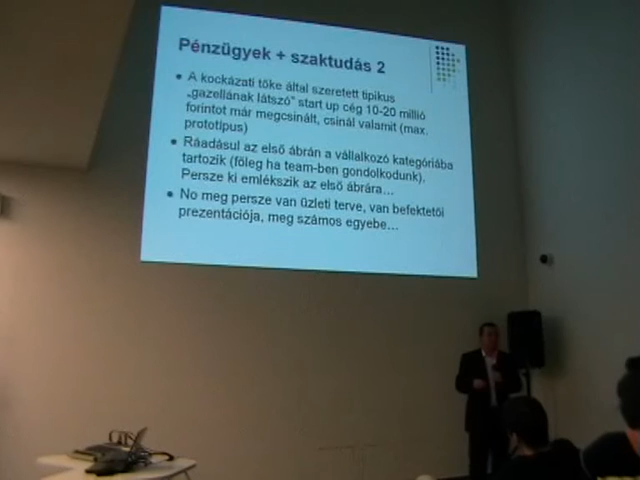 Pénzügyek + szaktudás 2
• A kockázati tőke által szeretett tipikus
„gazellának látszó" start up cég 10-20 millió
forintot már megcsinált, csinál valamit (max.
prototípus)
• Ráadásul az első ábrán a vállalkozó kategóriába
tartozik (főleg ha team-ben gondolkodunk).
Persze ki emlékszik az első ábrára…
• No meg persze van üzleti terve, van befektetői
prezentációja, meg számos egyebe…